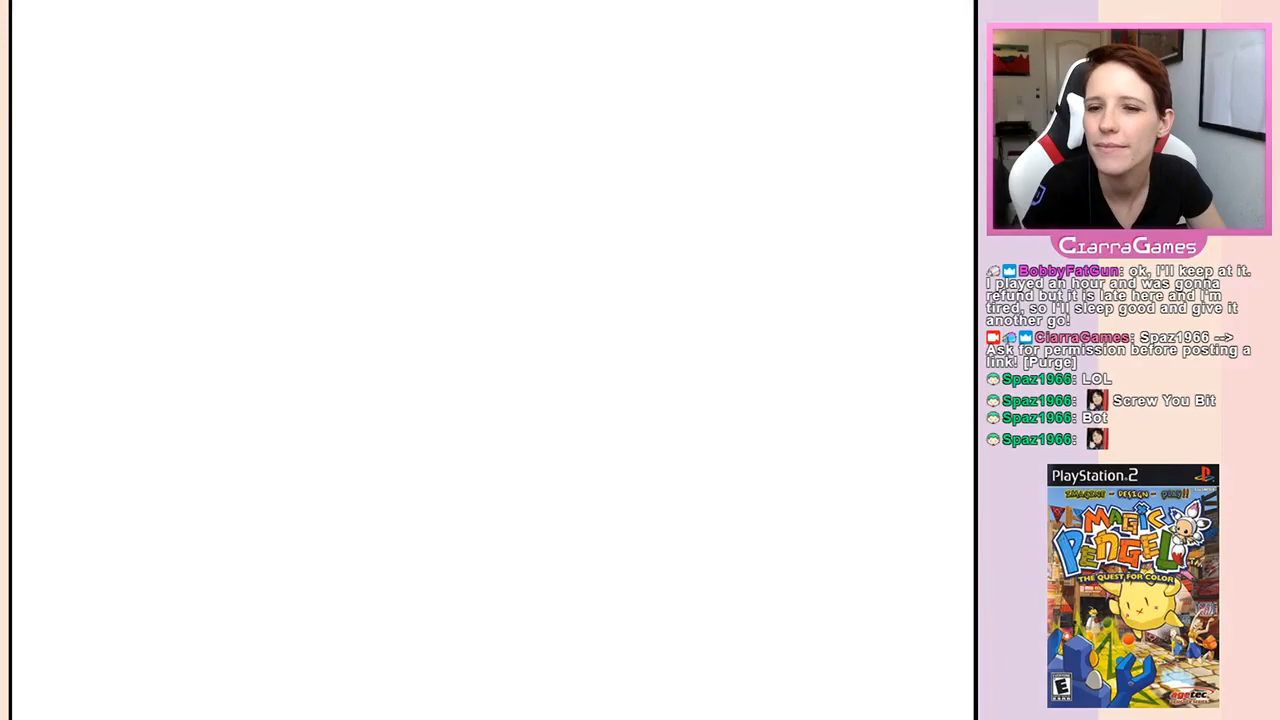 CiarraGames
BobbyFatGun: ok, I'll keep at it.
I played an hour and was gonna
refund but it is late here and I'm
tired, so I'll sleep good and give it
another go!
CiarraGames: Spaz1966 -->
Ask for permission before posting a
link! [Purge]
Spaz1966: LOL
Spaz1966: Screw You Bit
Spaz1966: Bot
Spaz1966:
PlayStation.2
IMAGINE - DESIGN - PLAY!!
MAGIC
PENGEL
TM
THE QUEST FOR COLOR
EVERYONE
E
agetec